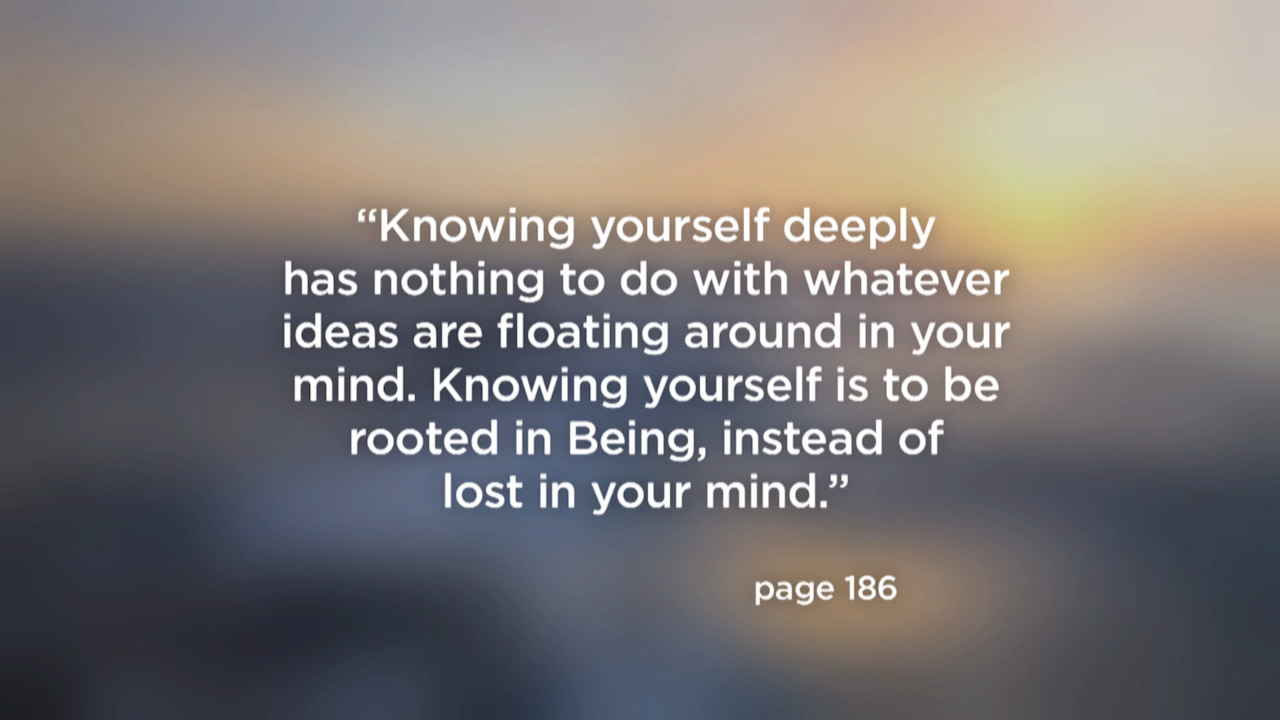 “Knowing yourself deeply
has nothing to do with whatever
ideas are floating around in your
mind. Knowing yourself is to be
rooted in Being, instead of
lost in your mind.”
page 186